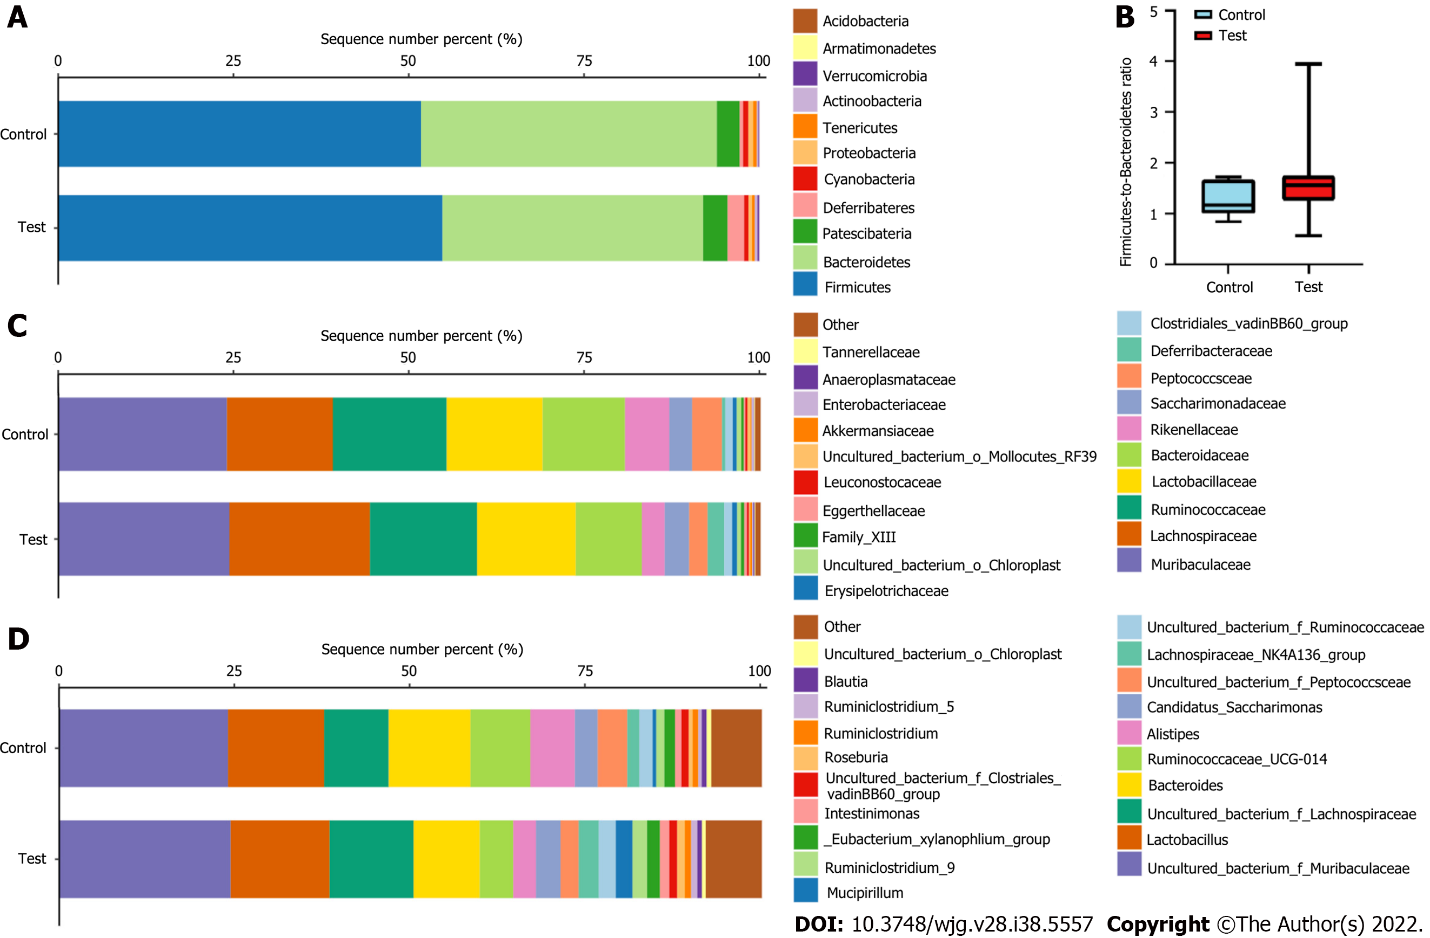 A
Sequence number percent (%)
0 25 50 75 100
Control
Test
Acidobacteria
Armatimonadetes
Verrucomicrobia
Actinoobacteria
Tenericutes
Proteobacteria
Cyanobacteria
Deferribateres
Patescibateria
Bacteroidetes
Firmicutes
B
Control
Test
Firmicutes-to-Bacteroidetes ratio
5
4
3
2
1
0
Control Test
C
Sequence number percent (%)
0 25 50 75 100
Control
Test
Other
Tannerellaceae
Anaeroplasmataceae
Enterobacteriaceae
Akkermansiaceae
Uncultured_bacterium_o_Mollocutes_RF39
Leuconostocaceae
Eggerthellaceae
Family_XIII
Uncultured_bacterium_o_Chloroplast
Erysipelotrichaceae
Clostridiales_vadinBB60_group
Deferribacteraceae
Peptococcsceae
Saccharimonadaceae
Rikenellaceae
Bacteroidaceae
Lactobacillaceae
Ruminococcaceae
Lachnospiraceae
Muribaculaceae
D
Sequence number percent (%)
0 25 50 75 100
Control
Test
Other
Uncultured_bacterium_o_Chloroplast
Blautia
Ruminiclostridium_5
Ruminiclostridium
Roseburia
Uncultured_bacterium_f_Clostriales_
vadinBB60_group
Intestinimonas
_Eubacterium_xylanophlium_group
Ruminiclostridium_9
Mucipirillum
Uncultured_bacterium_f_Ruminococcaceae
Lachnospiraceae_NK4A136_group
Uncultured_bacterium_f_Peptococcsceae
Candidatus_Saccharimonas
Alistipes
Ruminococcaceae_UCG-014
Bacteroides
Uncultured_bacterium_f_Lachnospiraceae
Lactobacillus
Uncultured_bacterium_f_Muribaculaceae
DOI: 10.3748/wjg.v28.i38.5557 Copyright ©The Author(s) 2022.